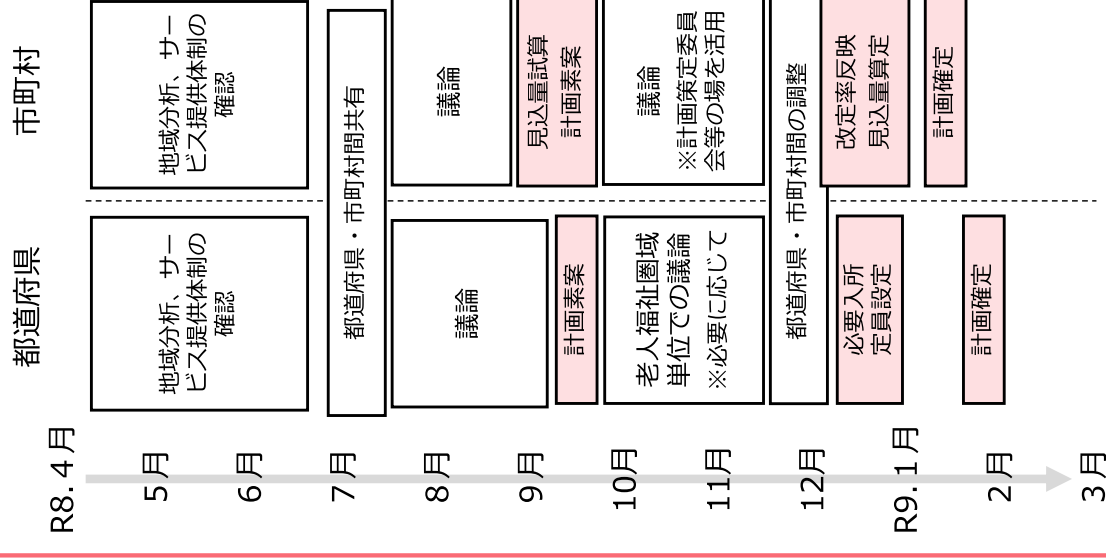 市町村
地域分析、サー
ビス提供体制の
確認
都道府県・市町村間共有
議論
見込量試算
計画素案
議論
※計画策定委員
会等の場を活用
都道府県・市町村間の調整
改定率反映
見込量算定
計画確定
都道府県
地域分析、サー
ビス提供体制の
確認
議論
計画素案
老人福祉圏域
単位での議論
※必要に応じて
必要入所
定員設定
計画確定
R8.４月
5月
6月
7月
8月
9月
10月
11月
12月
R9.１月
2月
3月